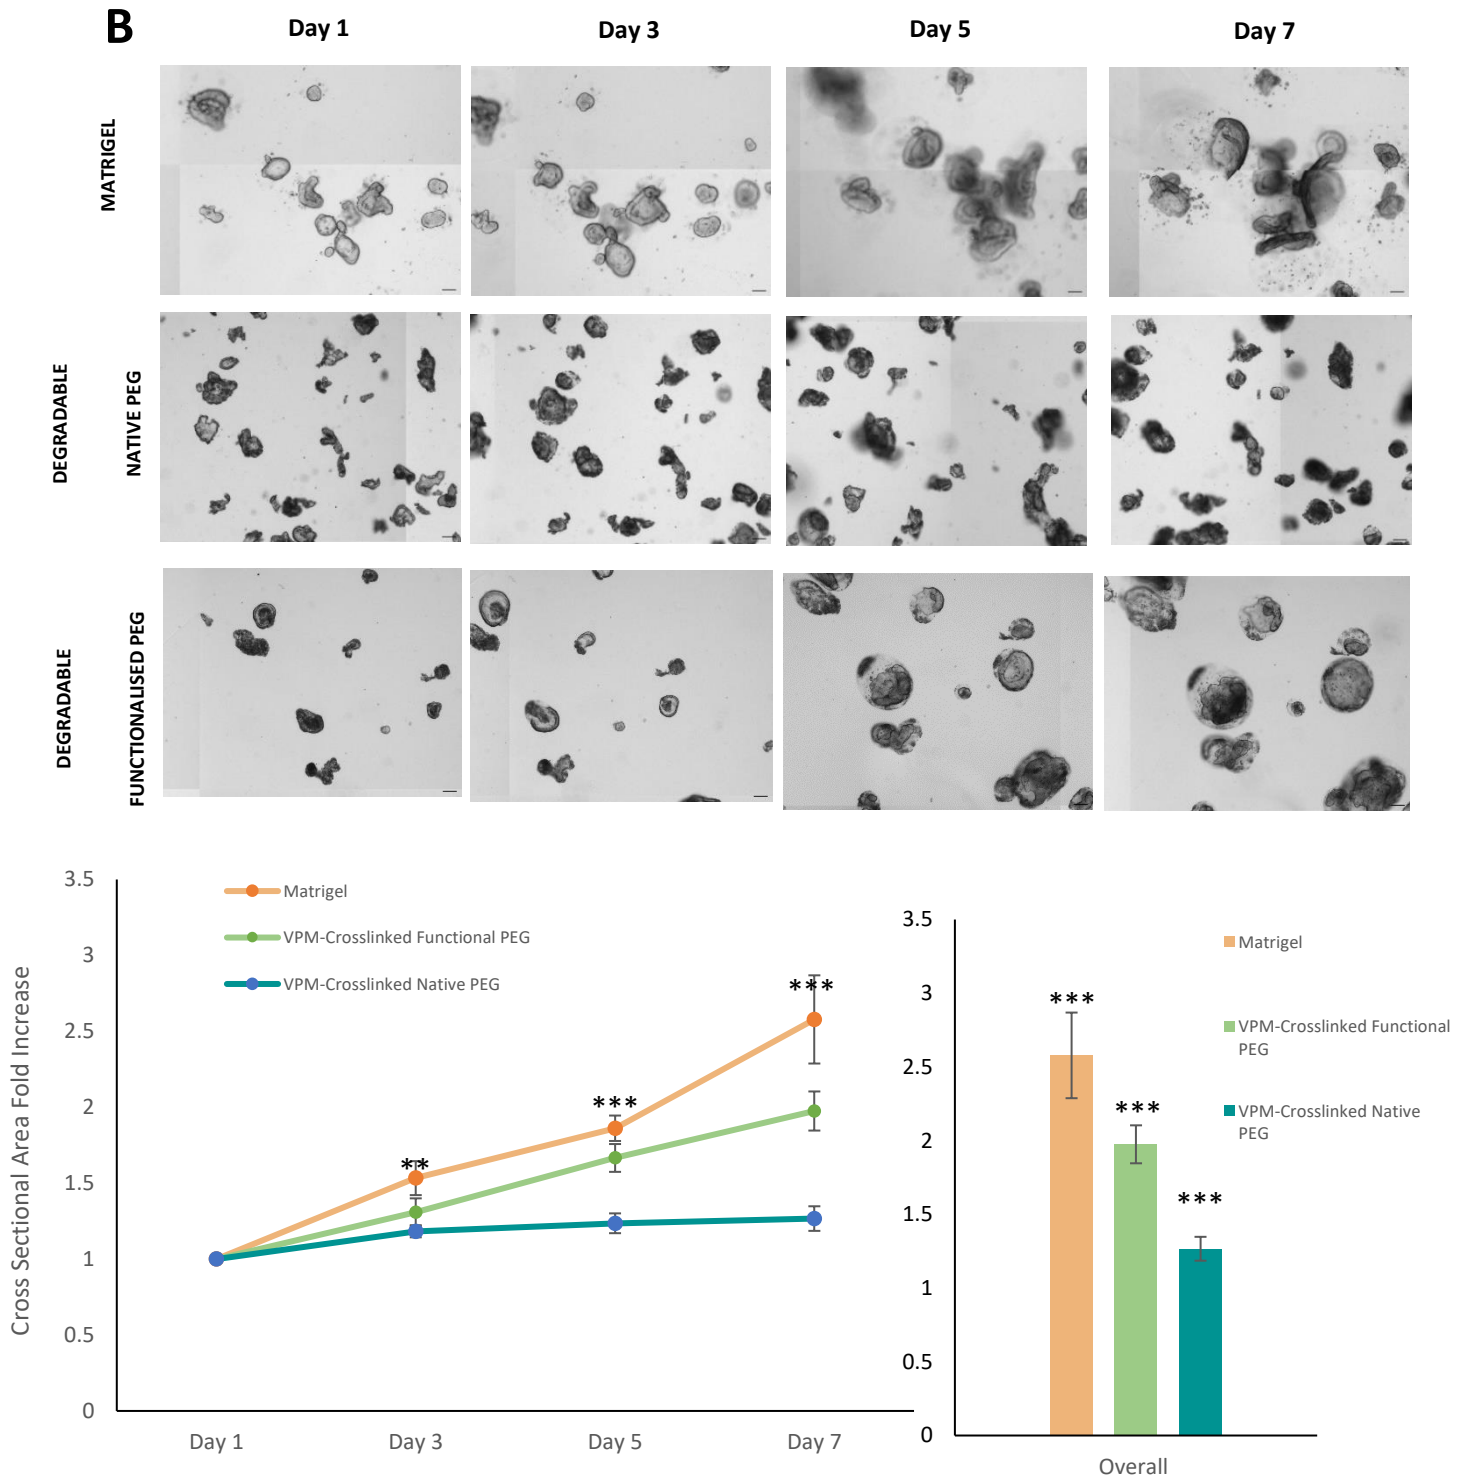 B
Day 1
Day 3
Day 5
Day 7
MATRIGEL
DEGRADABLE
NATIVE PEG
DEGRADABLE
FUNCTIONALISED PEG
Cross Sectional Area Fold Increase
3.5
3
2.5
2
1.5
1
0.5
0
Matrigel
VPM-Crosslinked Functional PEG
VPM-Crosslinked Native PEG
**
***
***
Day 1
Day 3
Day 5
Day 7
3.5
3
2.5
2
1.5
1
0.5
0
***
***
***
Matrigel
VPM-Crosslinked Functional
PEG
VPM-Crosslinked Native
PEG
Overall